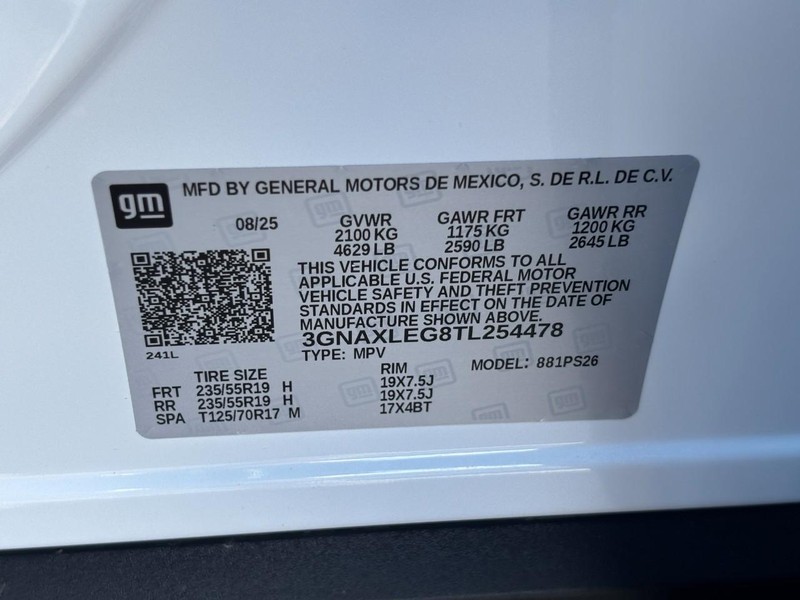 gm MFD BY GENERAL MOTORS DE MEXICO, S. DE R.L. DE C.V.
08/25 GVWR GAWR FRT GAWR RR
2100 KG 1175 KG 1200 KG
4629 LB 2590 LB 2645 LB
THIS VEHICLE CONFORMS TO ALL
APPLICABLE U.S. FEDERAL MOTOR
VEHICLE SAFETY AND THEFT PREVENTION
STANDARDS IN EFFECT ON THE DATE OF
MANUFACTURE SHOWN ABOVE.
3GNAXLEG8TL254478
241L
TYPE: MPV MODEL: 881PS26
TIRE SIZE RIM
FRT 235/55R19 H 19X7.5J
RR 235/55R19 H 19X7.5J
SPA T125/70R17 M 17X4BT